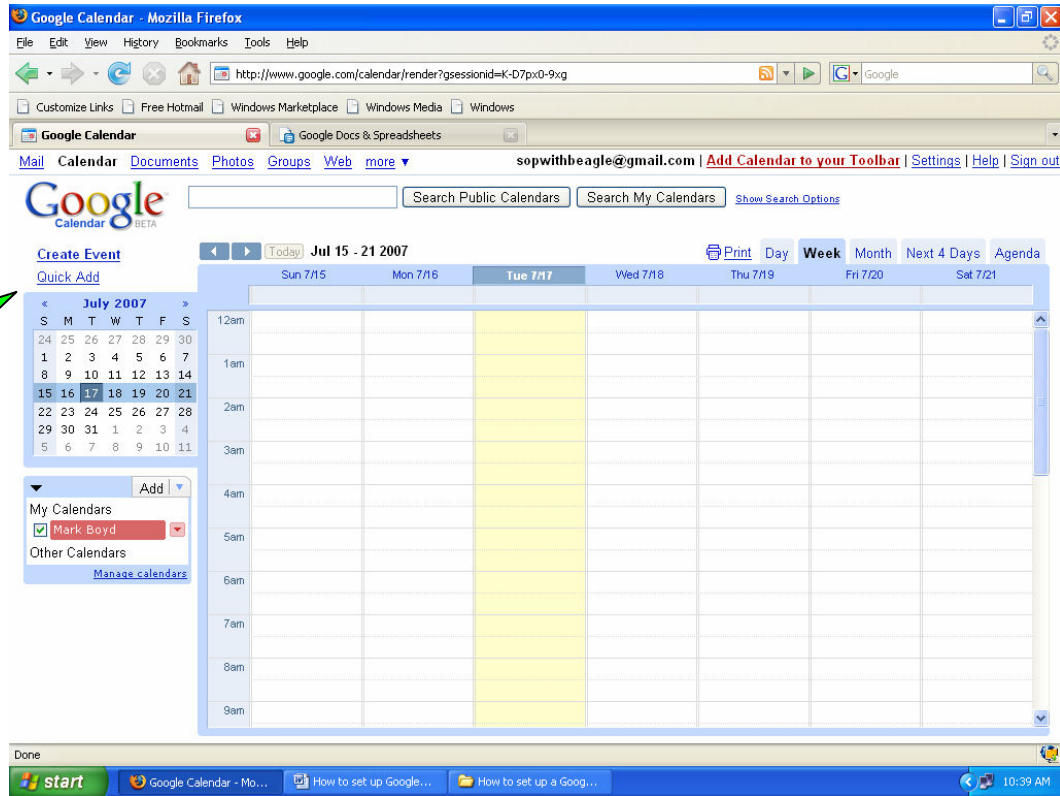 Google Calendar - Mozilla Firefox
File Edit View History Bookmarks Tools Help
http://www.google.com/calendar/render?gsessionid=K-D7px0-9xg G Google
Customize Links Free Hotmail Windows Marketplace Windows Media Windows
Google Calendar Google Docs & Spreadsheets
Mail Calendar Documents Photos Groups Web more ▼ sopwithbeagle@gmail.com | Add Calendar to your Toolbar | Settings | Help | Sign out
Google Calendar BETA Search Public Calendars Search My Calendars Show Search Options
Create Event
Quick Add
Today Jul 15 - 21 2007 Print Day Week Month Next 4 Days Agenda
Sun 7/15 Mon 7/16 Tue 7/17 Wed 7/18 Thu 7/19 Fri 7/20 Sat 7/21
« July 2007 »
S M T W T F S
24 25 26 27 28 29 30
1 2 3 4 5 6 7
8 9 10 11 12 13 14
15 16 17 18 19 20 21
22 23 24 25 26 27 28
29 30 31 1 2 3 4
5 6 7 8 9 10 11
Add
My Calendars
Mark Boyd
Other Calendars
Manage calendars
12am
1am
2am
3am
4am
5am
6am
7am
8am
9am
Done
start Google Calendar - Mo... How to set up Google... How to set up a Goog... 10:39 AM